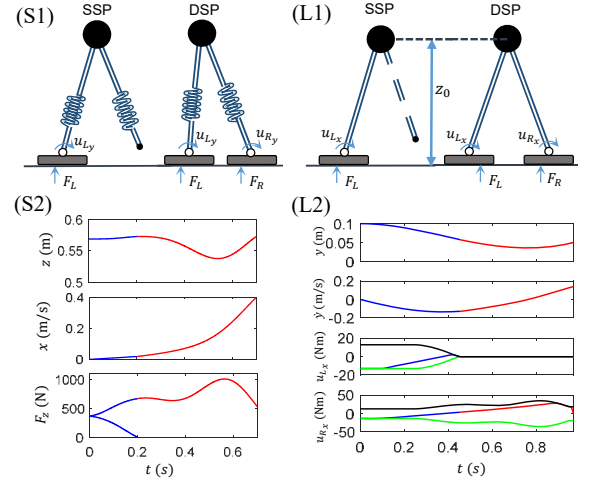 (S1)
SSP
DSP
u_{L_y}
u_{L_y}
u_{R_y}
F_L
F_L
F_R
(L1)
SSP
DSP
z_0
u_{L_x}
u_{L_x}
u_{R_x}
F_L
F_L
F_R
(S2)
z (m)
0.6
0.55
0.5
x (m/s)
0.4
0.2
0
F_z (N)
1000
500
0
0 0.2 0.4 0.6
t (s)
(L2)
y (m)
0.1
0.05
0
ẏ (m/s)
0.2
0
-0.2
u_{L_x} (Nm)
20
0
-20
u_{R_x} (Nm)
50
0
-50
0 0.2 0.4 0.6 0.8
t (s)